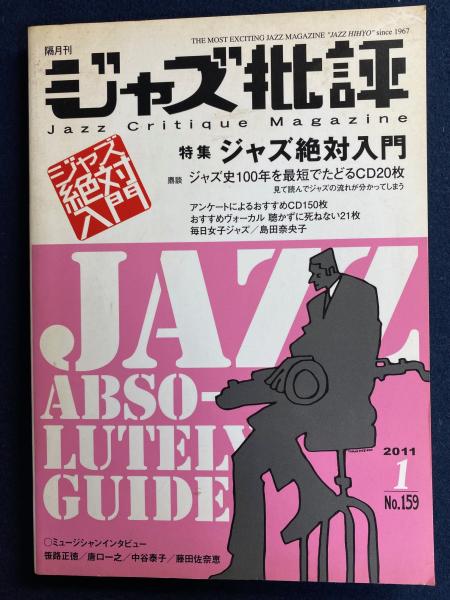 THE MOST EXCITING JAZZ MAGAZINE "JAZZ HIHYO" since 1967
隔月刊
ジャズ批評
Jazz Critique Magazine
特集 ジャズ絶対入門
ジャズ
絶対
入門
鼎談 ジャズ史100年を最短でたどるCD20枚
見て読んでジャズの流れが分かってしまう
アンケートによるおすすめCD150枚
おすすめヴォーカル 聴かずに死ねない21枚
毎日女子ジャズ／島田奈央子
JAZZ
ABSO-
LUTELY
GUIDE
2011
1
No.159
○ミュージシャンインタビュー
笹路正徳／唐口一之／中谷泰子／藤田佐奈恵